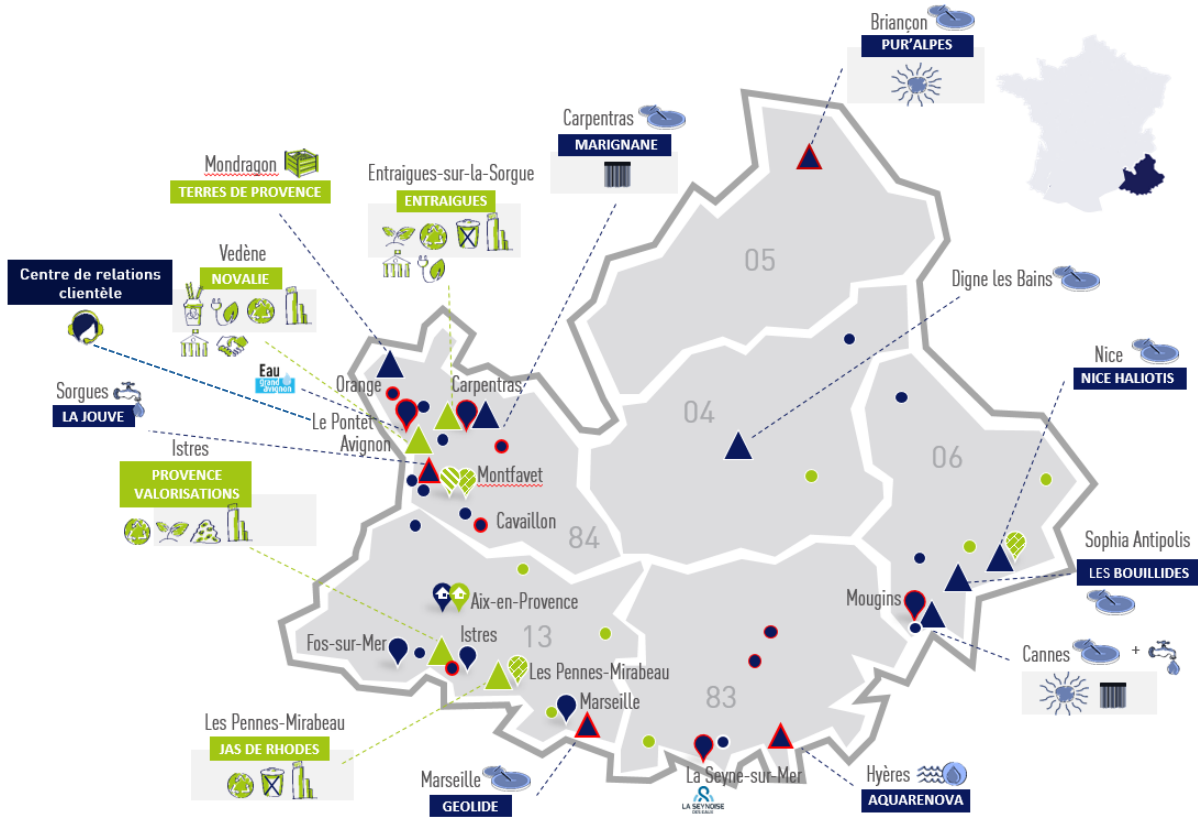 Briançon
PUR'ALPES
Carpentras
MARIGNANE
Mondragon
TERRES DE PROVENCE
Entraigues-sur-la-Sorgue
ENTRAIGUES
Vedène
NOVALIE
Centre de relations
clientèle
05
Digne les Bains
Nice
NICE HALIOTIS
Eau
grand avignon
Orange
Carpentras
Sorgues
LA JOUVE
Le Pontet
Avignon
04
06
Istres
PROVENCE
VALORISATIONS
Montfavet
Cavaillon
84
Sophia Antipolis
LES BOUILLIDES
Aix-en-Provence
Mougins
13
Fos-sur-Mer
Istres
Cannes
+
Les Pennes-Mirabeau
83
Marseille
Les Pennes-Mirabeau
JAS DE RHODES
Marseille
GEOLIDE
La Seyne-sur-Mer
LA SEYNOISE
DES EAUX
Hyères
AQUARENOVA